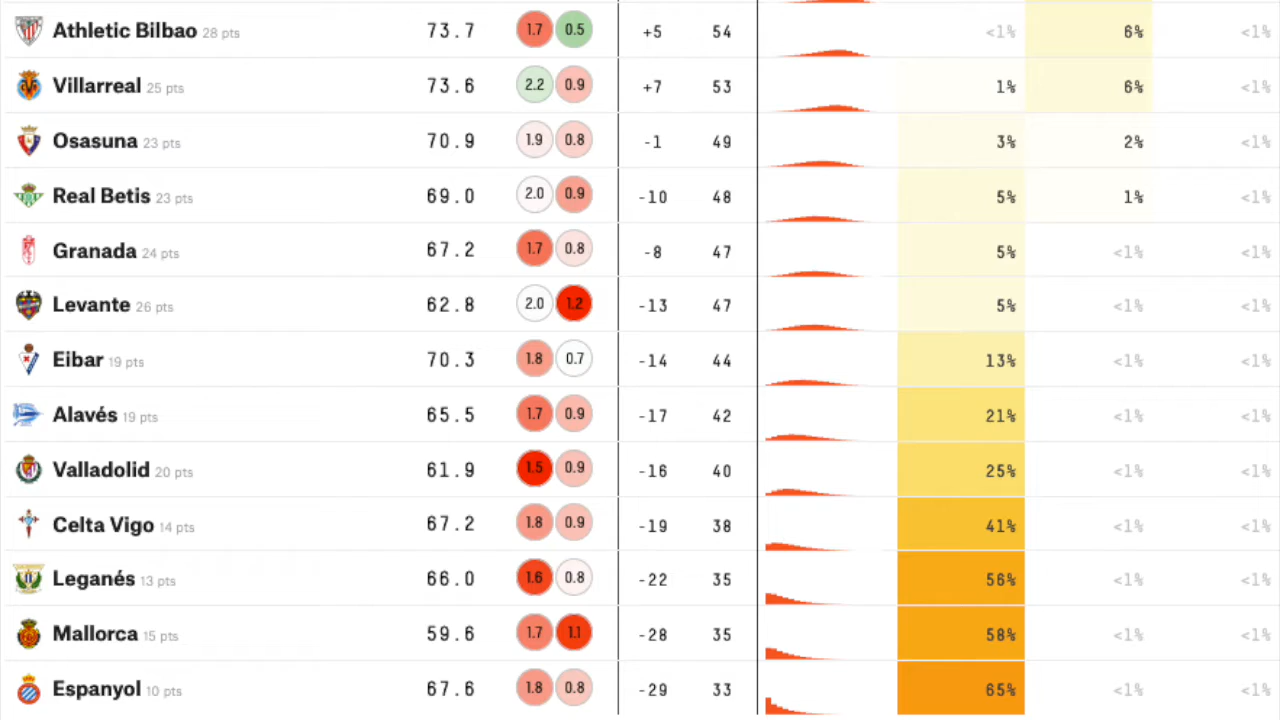 Athletic Bilbao 28 pts 73.7 1.7 0.5 +5 54 <1% 6% <1%
Villarreal 25 pts 73.6 2.2 0.9 +7 53 1% 6% <1%
Osasuna 23 pts 70.9 1.9 0.8 -1 49 3% 2% <1%
Real Betis 23 pts 69.0 2.0 0.9 -10 48 5% 1% <1%
Granada 24 pts 67.2 1.7 0.8 -8 47 5% <1% <1%
Levante 26 pts 62.8 2.0 1.2 -13 47 5% <1% <1%
Eibar 19 pts 70.3 1.8 0.7 -14 44 13% <1% <1%
Alavés 19 pts 65.5 1.7 0.9 -17 42 21% <1% <1%
Valladolid 20 pts 61.9 1.5 0.9 -16 40 25% <1% <1%
Celta Vigo 14 pts 67.2 1.8 0.9 -19 38 41% <1% <1%
Leganés 13 pts 66.0 1.6 0.8 -22 35 56% <1% <1%
Mallorca 15 pts 59.6 1.7 1.1 -28 35 58% <1% <1%
Espanyol 10 pts 67.6 1.8 0.8 -29 33 65% <1% <1%